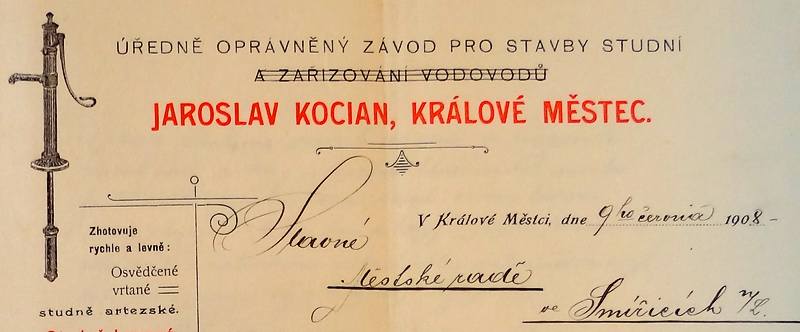 ÚŘEDNĚ OPRÁVNĚNÝ ZÁVOD PRO STAVBY STUDNÍ
A ZAŘIZOVÁNÍ VODOVODŮ
JAROSLAV KOCIAN, KRÁLOVÉ MĚSTEC.
V Králové Městci, dne 9ho června 1908 -
Slavné
Městské radě
ve Smiřicích n/L.
Zhotovuje
rychle a levně:
Osvědčené
vrtané
studně artezské.